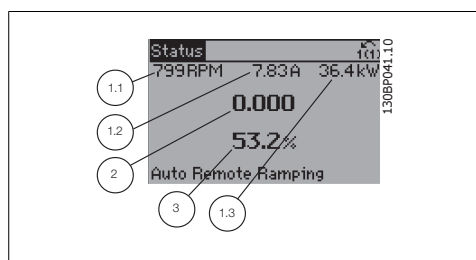 Status 1(1)
799RPM 7.83A 36.4kW
0.000
53.2%
Auto Remote Ramping
1.1
1.2
2
3
1.3
130BP041.10